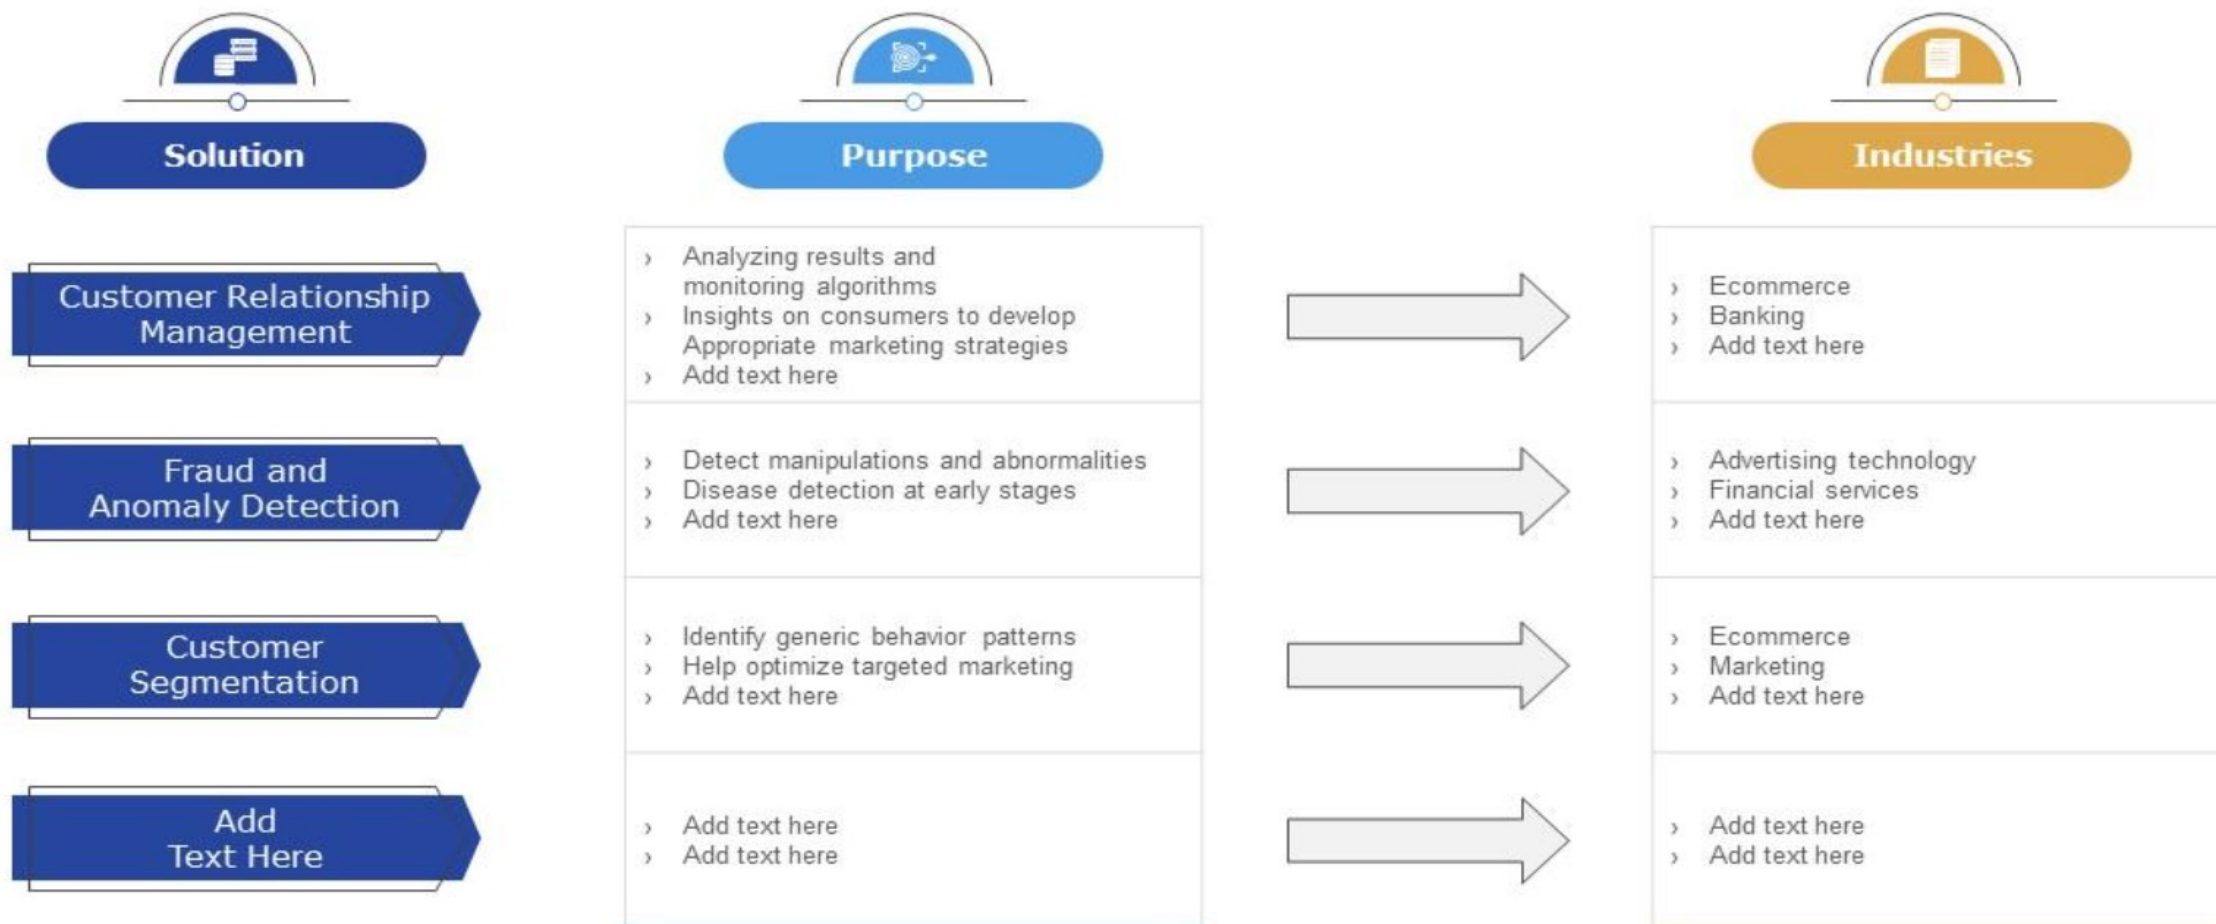 Solution
Purpose
Industries
Customer Relationship
Management
Analyzing results and
monitoring algorithms
Insights on consumers to develop
Appropriate marketing strategies
Add text here
Ecommerce
Banking
Add text here
Fraud and
Anomaly Detection
Detect manipulations and abnormalities
Disease detection at early stages
Add text here
Advertising technology
Financial services
Add text here
Customer
Segmentation
Identify generic behavior patterns
Help optimize targeted marketing
Add text here
Ecommerce
Marketing
Add text here
Add
Text Here
Add text here
Add text here
Add text here
Add text here